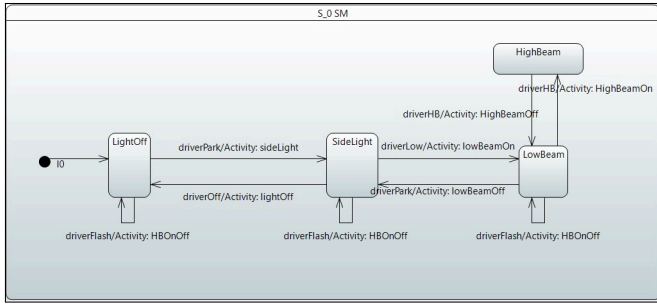 S_0 SM
HighBeam
driverHB/Activity: HighBeamOn
driverHB/Activity: HighBeamOff
LightOff
driverPark/Activity: sideLight
SideLight
driverLow/Activity: lowBeamOn
LowBeam
I0
driverOff/Activity: lightOff
driverPark/Activity: lowBeamOff
driverFlash/Activity: HBOnOff
driverFlash/Activity: HBOnOff
driverFlash/Activity: HBOnOff